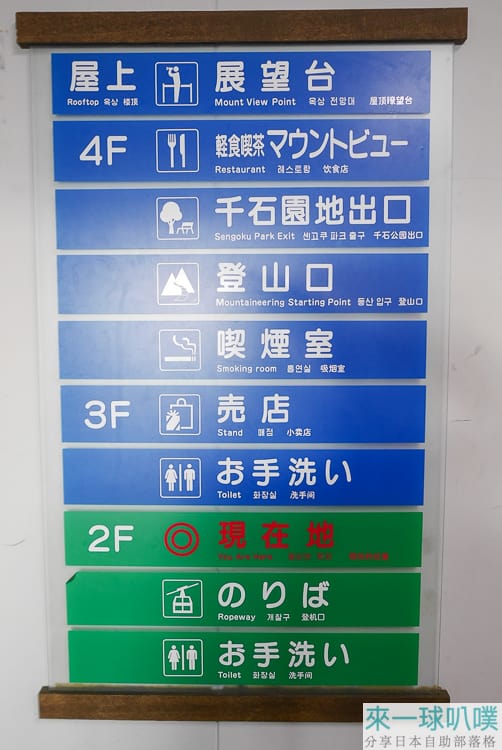 屋上 展望台
Rooftop 옥상 楼顶 Mount View Point 옥상 전망대 屋顶瞭望台
4F 軽食喫茶マウントビュー
Restaurant 레스토랑 饮食店
千石園地出口
Sengoku Park Exit 센고쿠 파크 출구 千石公园出口
登山口
Mountaineering Starting Point 등산 입구 登山口
喫煙室
Smoking room 흡연실 吸烟室
3F 売店
Stand 매점 小卖店
お手洗い
Toilet 화장실 洗手间
2F 現在地
You Are Here
のりば
Ropeway 개찰구 登机口
お手洗い
Toilet 화장실 洗手间
來一球叭噗
分享日本自助部落格